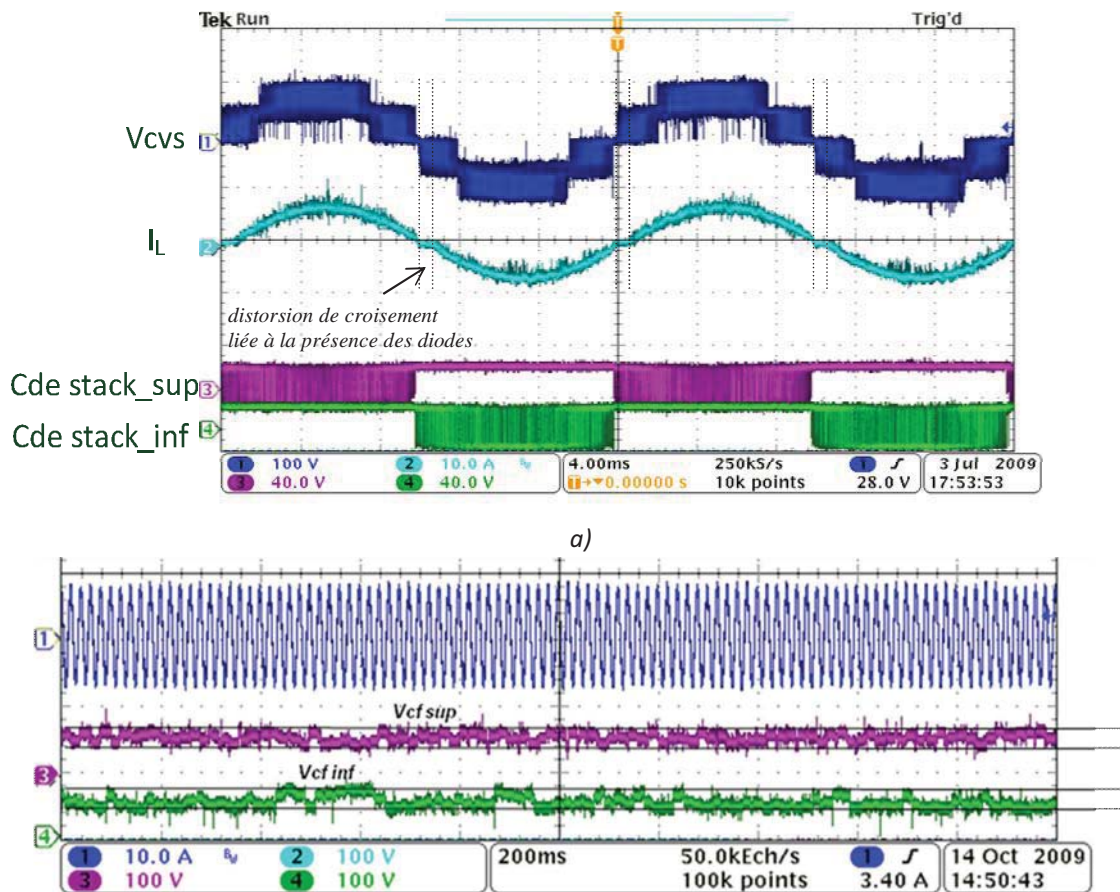 Tek Run Trig'd
T
T
Vcvs
1
I_L
2
distorsion de croisement
liée à la présence des diodes
Cde stack_sup
3
Cde stack_inf
4
1 100 V 2 10.0 A 4.00ms 250kS/s 1 28.0 V 3 Jul 2009
3 40.0 V 4 40.0 V T→▼0.00000 s 10k points 17:53:53
a)
1
Vcf sup
3
Vcf inf
4
1 10.0 A 2 100 V 200ms 50.0kEch/s 1 14 Oct 2009
3 100 V 4 100 V 100k points 3.40 A 14:50:43